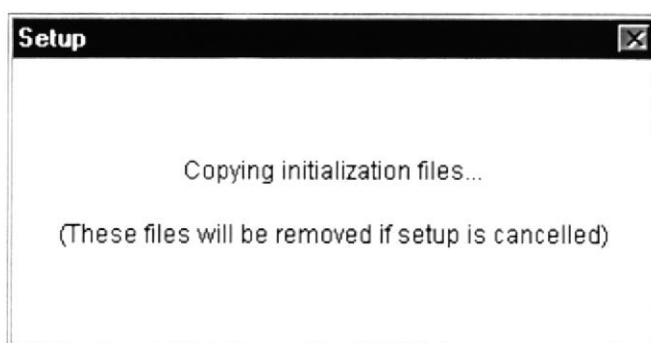 Setup
Copying initialization files...
(These files will be removed if setup is cancelled)